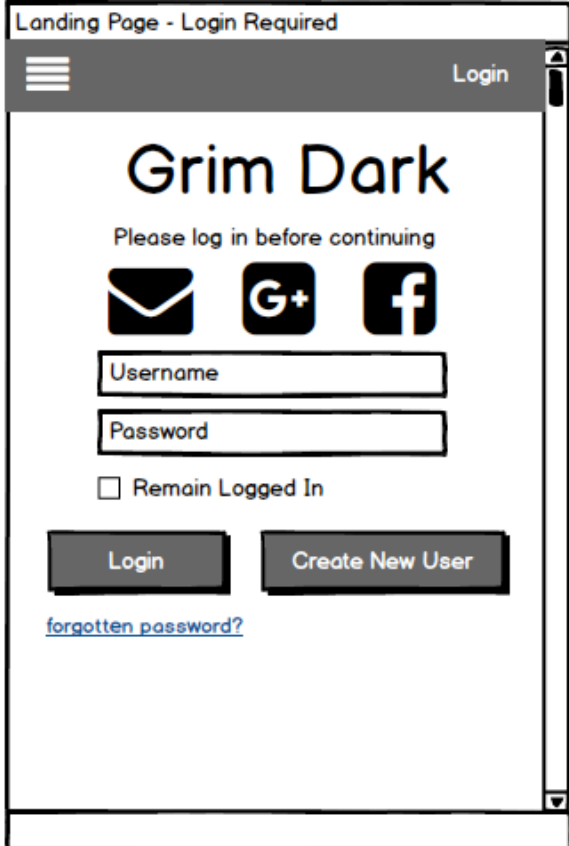 Landing Page - Login Required
Login
Grim Dark
Please log in before continuing
G+ f
Username
Password
Remain Logged In
Login Create New User
forgotten password?